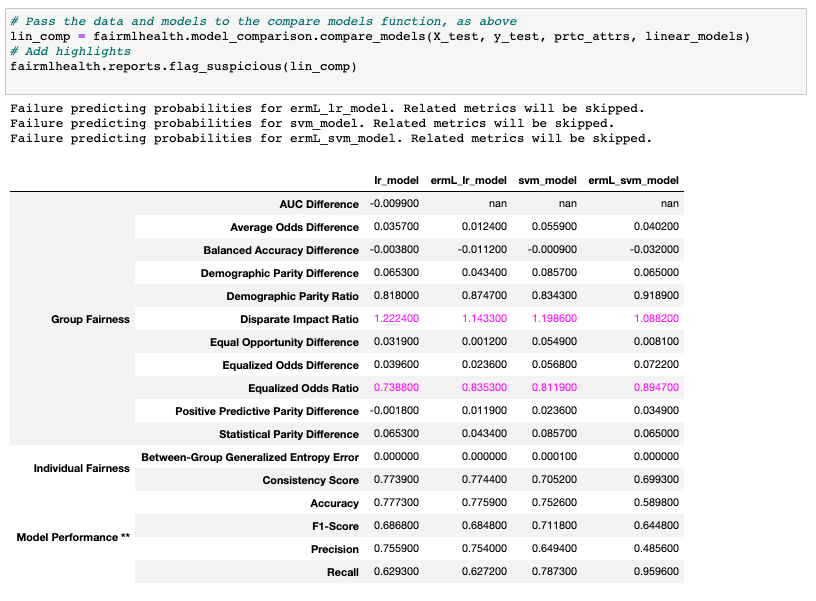 # Pass the data and models to the compare models function, as above
lin_comp = fairmlhealth.model_comparison.compare_models(X_test, y_test, prtc_attrs, linear_models)
# Add highlights
fairmlhealth.reports.flag_suspicious(lin_comp)
Failure predicting probabilities for ermL_lr_model. Related metrics will be skipped.
Failure predicting probabilities for svm_model. Related metrics will be skipped.
Failure predicting probabilities for ermL_svm_model. Related metrics will be skipped.
lr_model ermL_lr_model svm_model ermL_svm_model
AUC Difference -0.009900 nan nan nan
Average Odds Difference 0.035700 0.012400 0.055900 0.040200
Balanced Accuracy Difference -0.003800 -0.011200 -0.000900 -0.032000
Demographic Parity Difference 0.065300 0.043400 0.085700 0.065000
Demographic Parity Ratio 0.818000 0.874700 0.834300 0.918900
Group Fairness Disparate Impact Ratio 1.222400 1.143300 1.198600 1.088200
Equal Opportunity Difference 0.031900 0.001200 0.054900 0.008100
Equalized Odds Difference 0.039600 0.023600 0.056800 0.072200
Equalized Odds Ratio 0.738800 0.835300 0.811900 0.894700
Positive Predictive Parity Difference -0.001800 0.011900 0.023600 0.034900
Statistical Parity Difference 0.065300 0.043400 0.085700 0.065000
Individual Fairness Between-Group Generalized Entropy Error 0.000000 0.000000 0.000100 0.000000
Consistency Score 0.773900 0.774400 0.705200 0.699300
Accuracy 0.777300 0.775900 0.752600 0.589800
Model Performance ** F1-Score 0.686800 0.684800 0.711800 0.644800
Precision 0.755900 0.754000 0.649400 0.485600
Recall 0.629300 0.627200 0.787300 0.959600